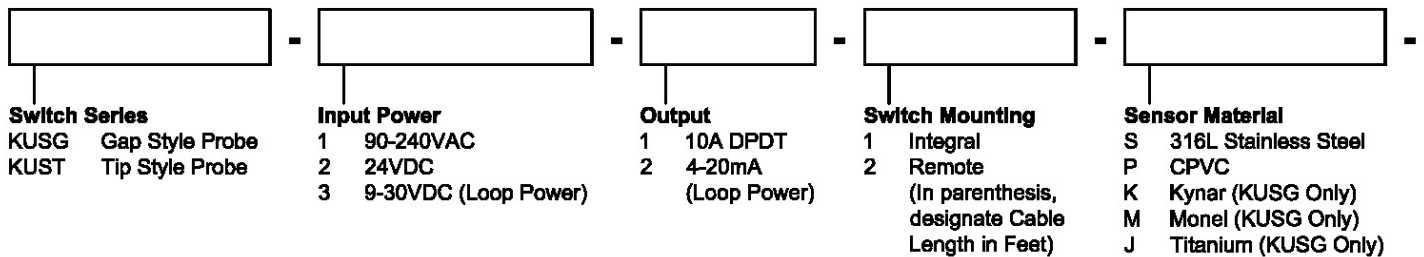 - - - - -
Switch Series
KUSG Gap Style Probe
KUST Tip Style Probe
Input Power
1 90-240VAC
2 24VDC
3 9-30VDC (Loop Power)
Output
1 10A DPDT
2 4-20mA
(Loop Power)
Switch Mounting
1 Integral
2 Remote
(In parenthesis,
designate Cable
Length in Feet)
Sensor Material
S 316L Stainless Steel
P CPVC
K Kynar (KUSG Only)
M Monel (KUSG Only)
J Titanium (KUSG Only)